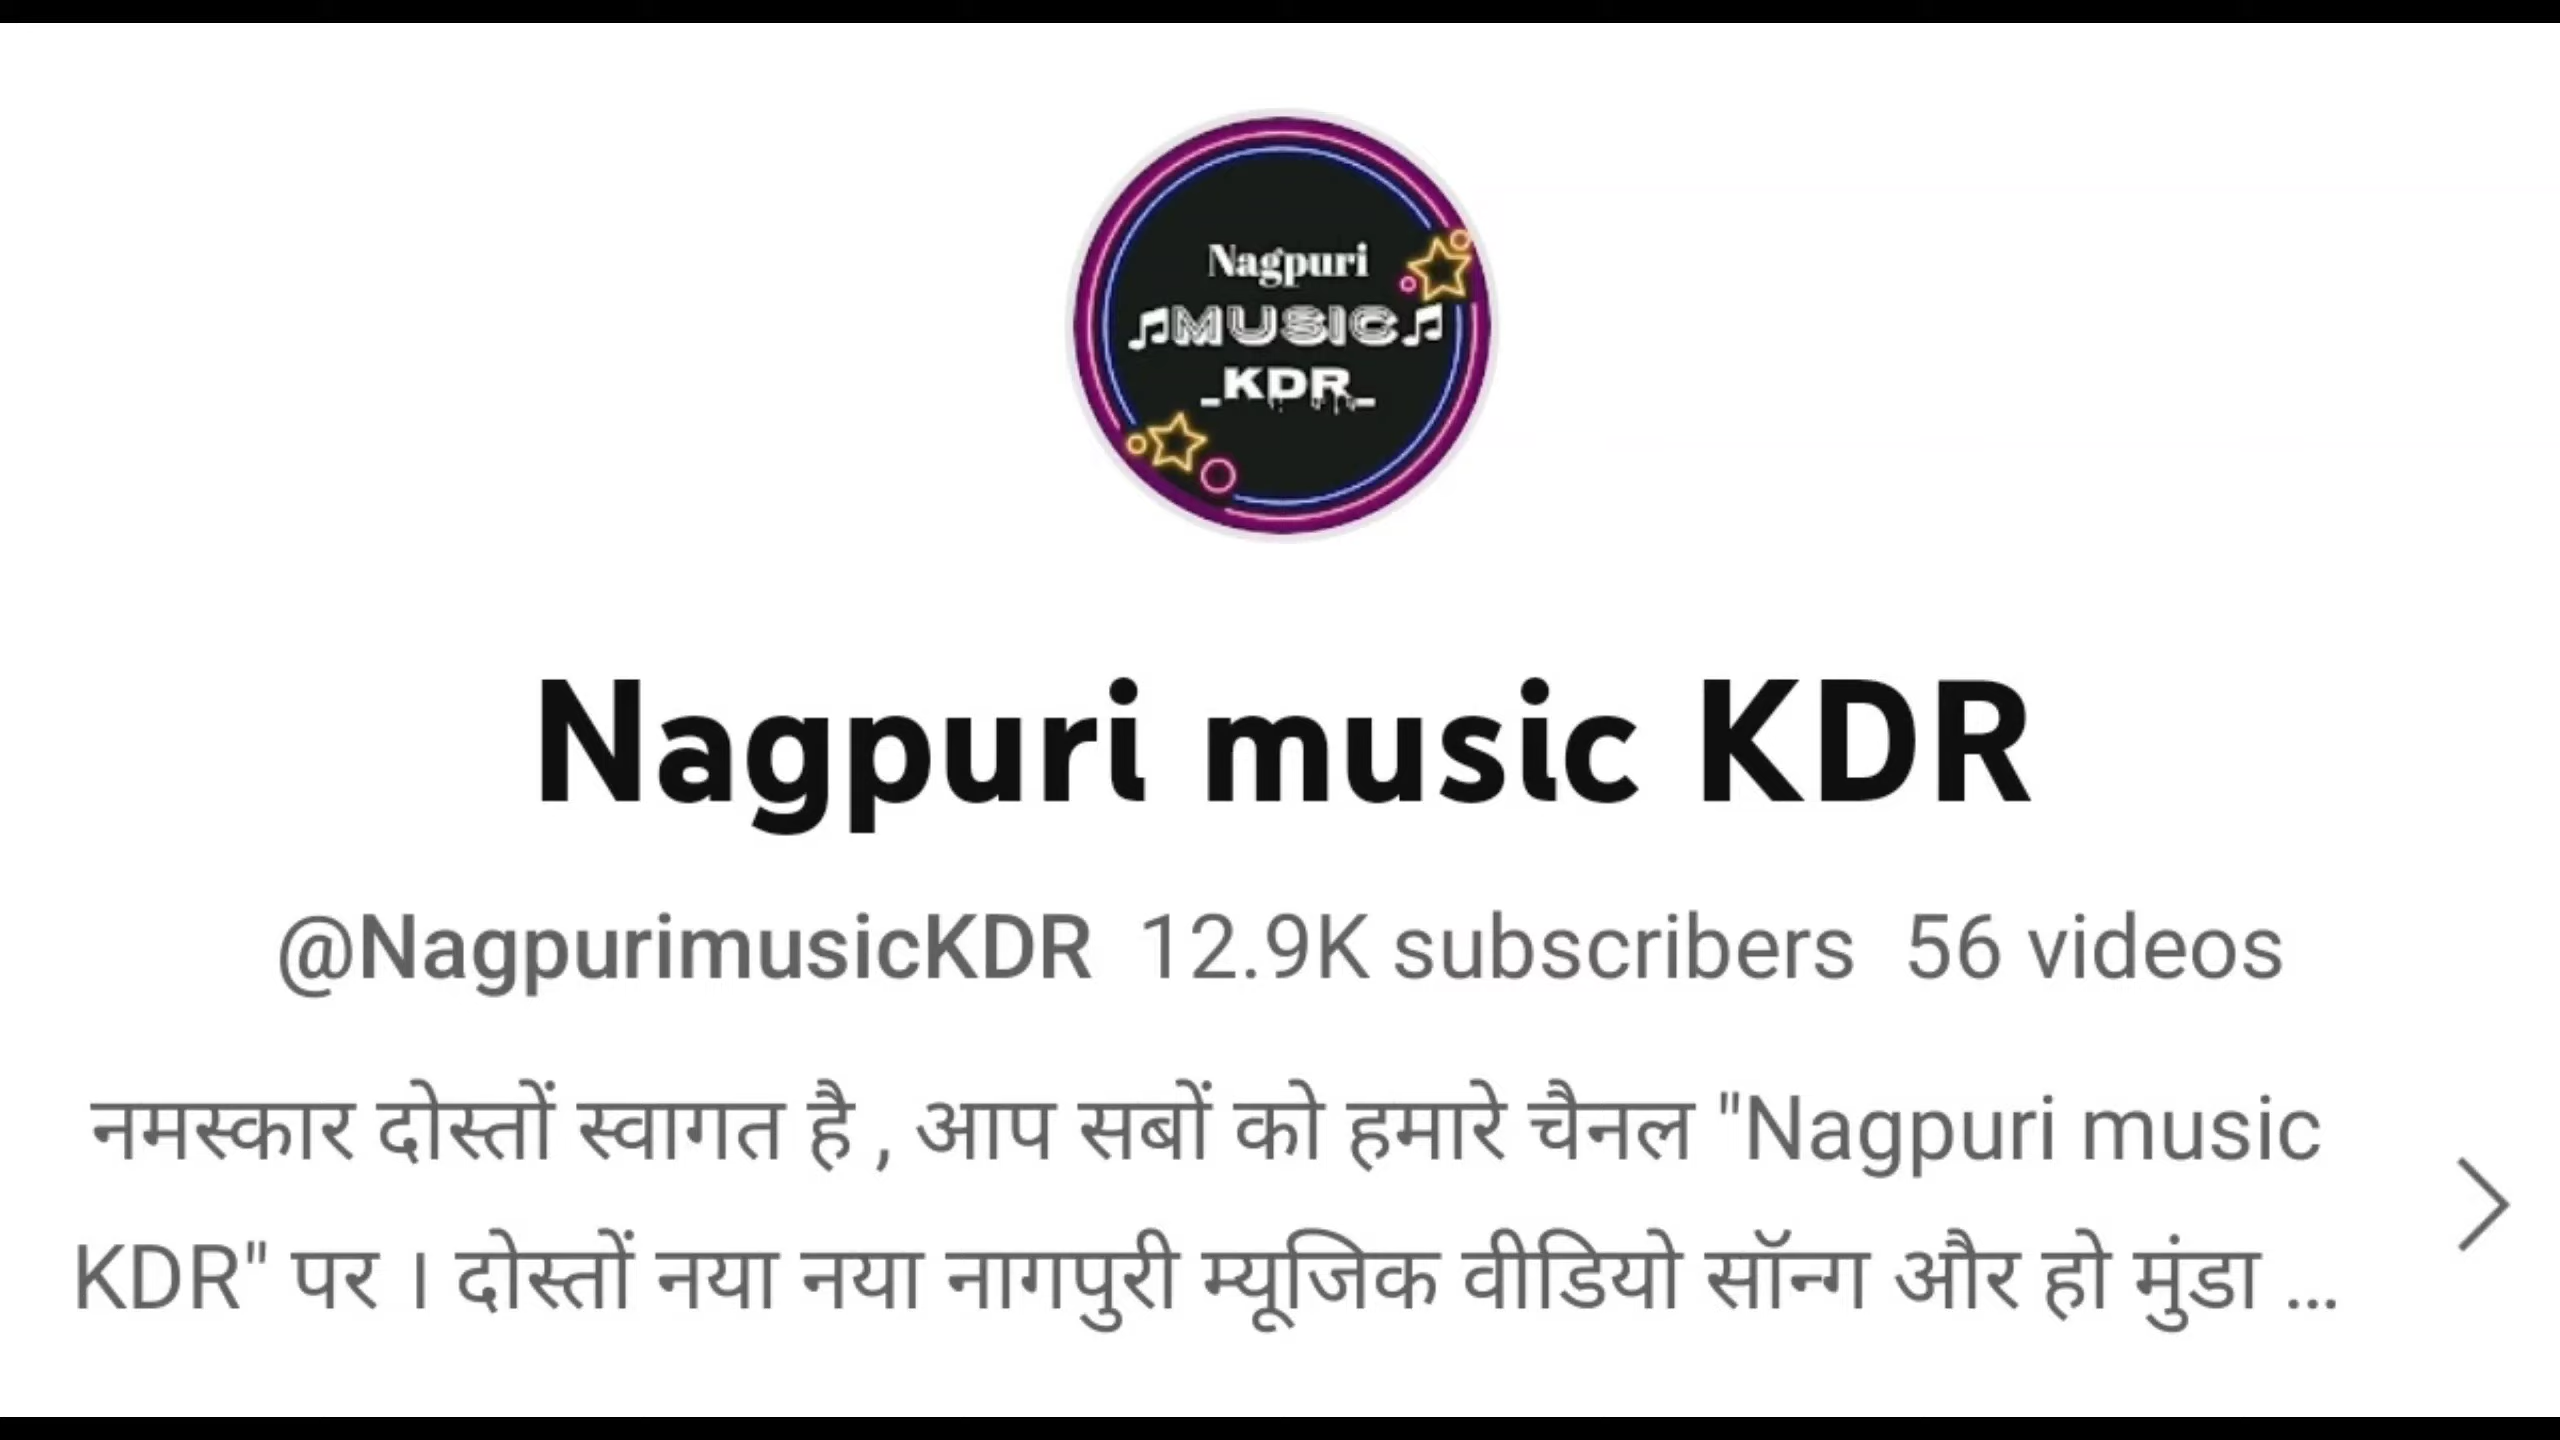 Nagpuri
♫MUSIC♫
_KDR_
Nagpuri music KDR
@NagpurimusicKDR 12.9K subscribers 56 videos
नमस्कार दोस्तों स्वागत है , आप सबों को हमारे चैनल "Nagpuri music
KDR" पर । दोस्तों नया नया नागपुरी म्यूजिक वीडियो सॉन्ग और हो मुंडा ...